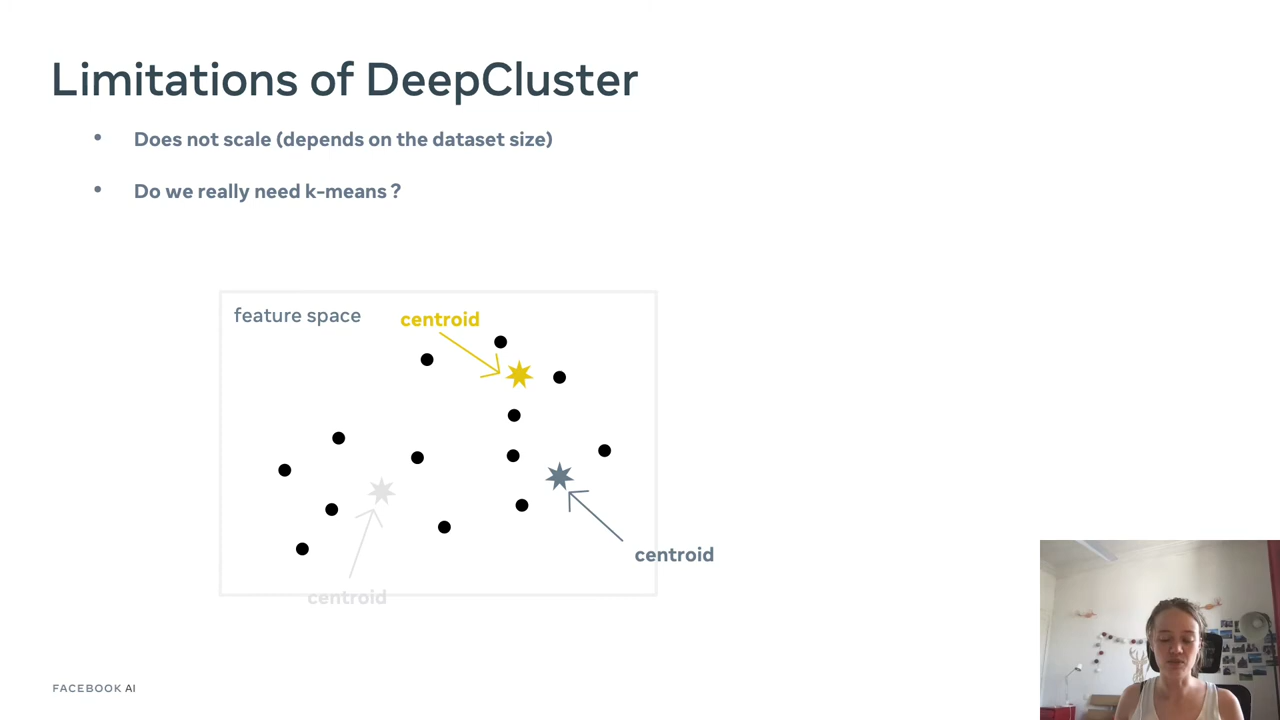 Limitations of DeepCluster
• Does not scale (depends on the dataset size)
• Do we really need k-means ?
feature space
centroid
centroid
centroid
FACEBOOK AI